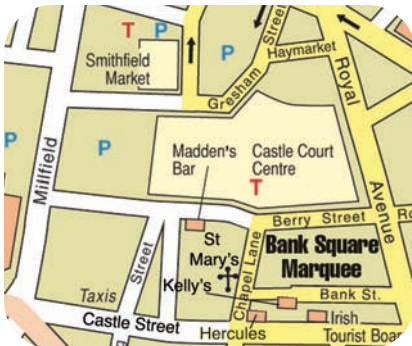 T
P
Smithfield
Market
P
Gresham
Street
Haymarket
Royal
Avenue
P
P
Millfield
Madden's
Bar
Castle Court
Centre
T
Berry Street
Ro
St
Mary's
Kelly's
Chapel Lane
Bank Square
Marquee
Bank St.
Street
Taxis
Castle Street
Hercules
Irish
Tourist Boar